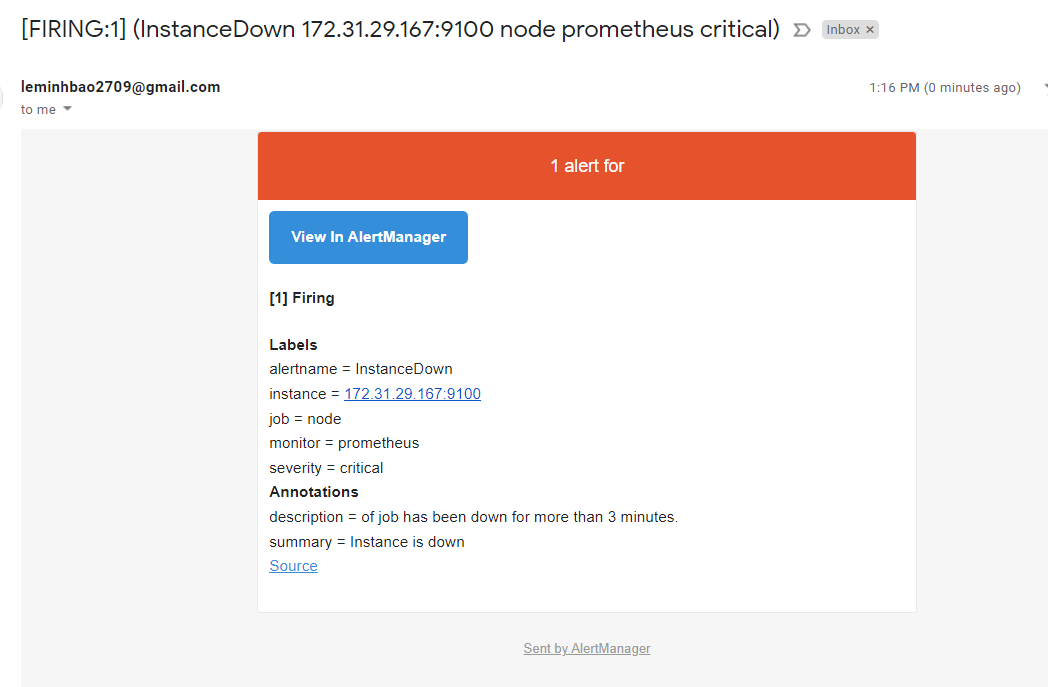 [FIRING:1] (InstanceDown 172.31.29.167:9100 node prometheus critical) Inbox ×
leminhbao2709@gmail.com 1:16 PM (0 minutes ago)
to me
1 alert for
View In AlertManager
[1] Firing
Labels
alertname = InstanceDown
instance = 172.31.29.167:9100
job = node
monitor = prometheus
severity = critical
Annotations
description = of job has been down for more than 3 minutes.
summary = Instance is down
Source
Sent by AlertManager